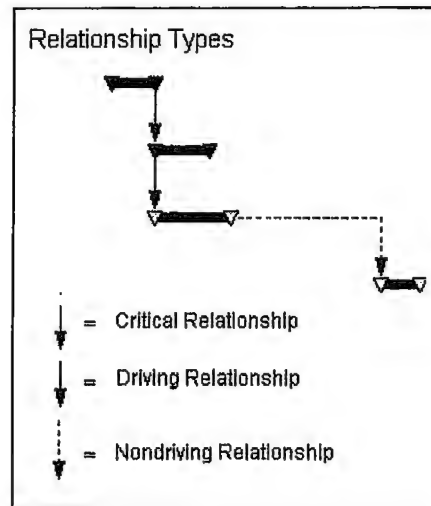 Relationship Types
= Critical Relationship
= Driving Relationship
= Nondriving Relationship